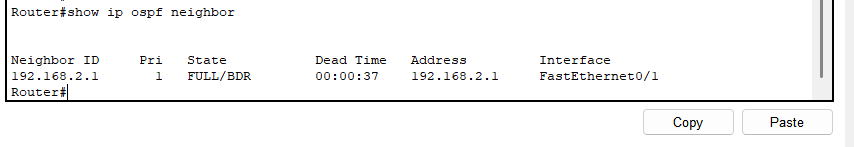 Router#show ip ospf neighbor
Neighbor ID Pri State Dead Time Address Interface
192.168.2.1 1 FULL/BDR 00:00:37 192.168.2.1 FastEthernet0/1
Router#
Copy Paste